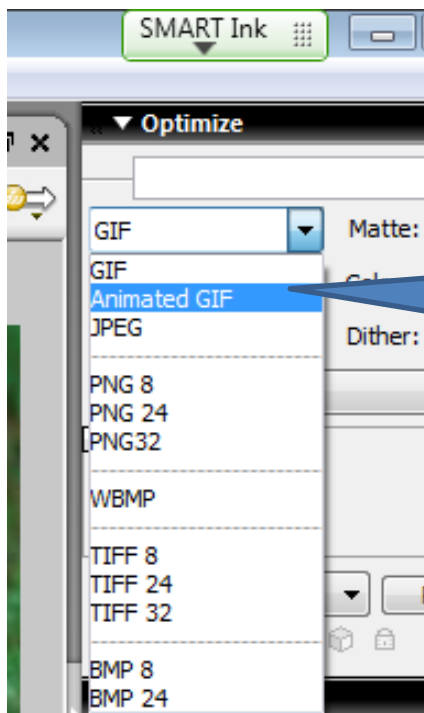 SMART Ink
Optimize
GIF
Matte:
GIF
Animated GIF
JPEG
Dither:
PNG 8
PNG 24
PNG32
WBMP
TIFF 8
TIFF 24
TIFF 32
BMP 8
BMP 24